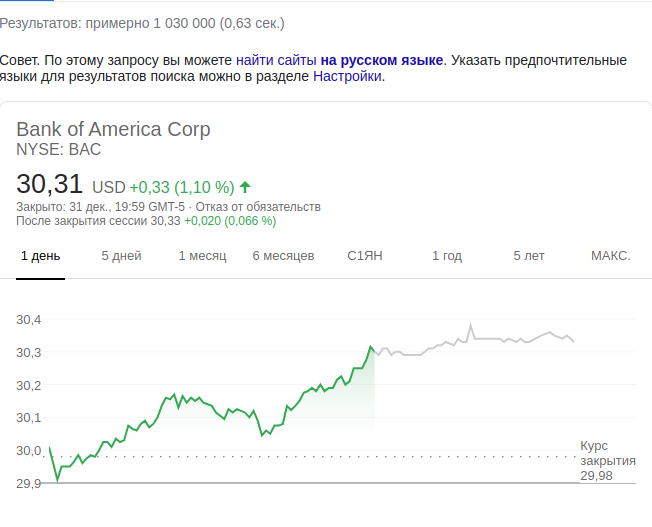 Результатов: примерно 1 030 000 (0,63 сек.)
Совет. По этому запросу вы можете найти сайты на русском языке. Указать предпочтительные
языки для результатов поиска можно в разделе Настройки.
Bank of America Corp
NYSE: BAC
30,31 USD +0,33 (1,10 %)
Закрыто: 31 дек., 19:59 GMT-5 · Отказ от обязательств
После закрытия сессии 30,33 +0,020 (0,066 %)
1 день 5 дней 1 месяц 6 месяцев С1ЯН 1 год 5 лет МАКС.
30,4
30,3
30,2
30,1
30,0
29,9
Курс
закрытия
29,98